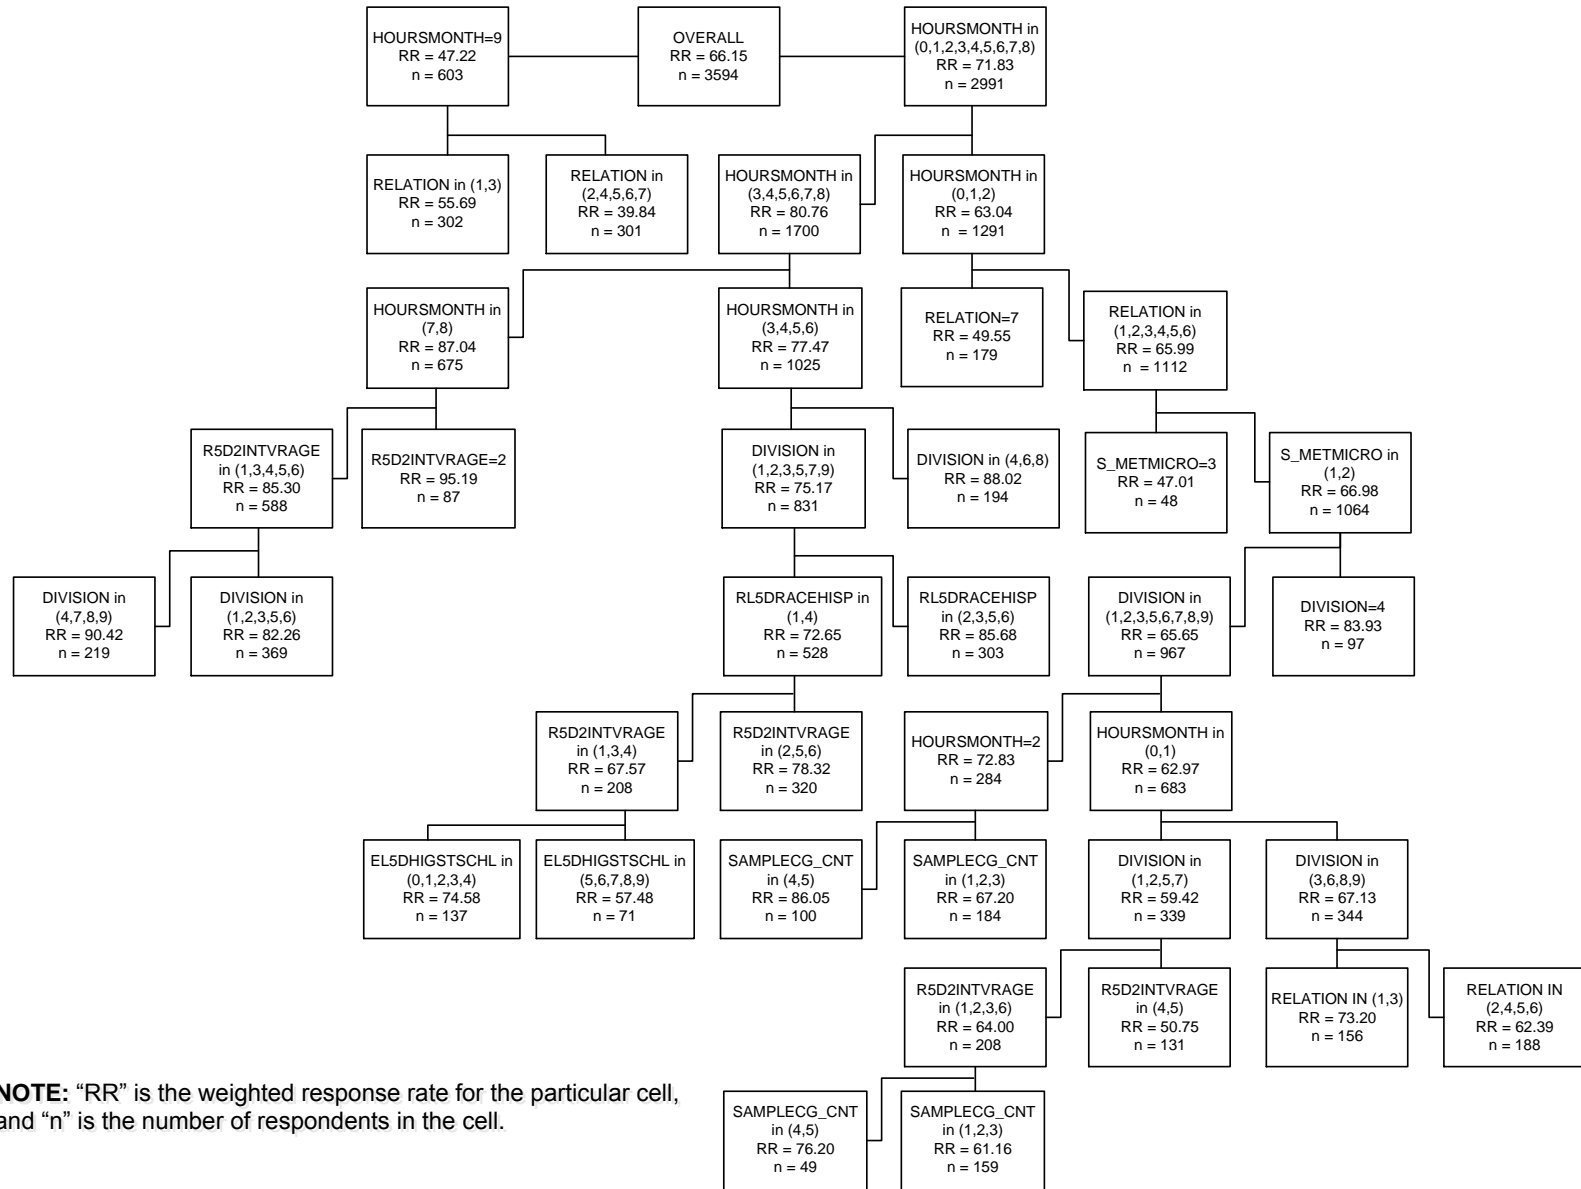 HOURSMONTH=9
RR = 47.22
n = 603
OVERALL
RR = 66.15
n = 3594
HOURSMONTH in
(0,1,2,3,4,5,6,7,8)
RR = 71.83
n = 2991
RELATION in (1,3)
RR = 55.69
n = 302
RELATION in
(2,4,5,6,7)
RR = 39.84
n = 301
HOURSMONTH in
(3,4,5,6,7,8)
RR = 80.76
n = 1700
HOURSMONTH in
(0,1,2)
RR = 63.04
n = 1291
HOURSMONTH in
(7,8)
RR = 87.04
n = 675
HOURSMONTH in
(3,4,5,6)
RR = 77.47
n = 1025
RELATION=7
RR = 49.55
n = 179
RELATION in
(1,2,3,4,5,6)
RR = 65.99
n = 1112
R5D2INTVRAGE
in (1,3,4,5,6)
RR = 85.30
n = 588
R5D2INTVRAGE=2
RR = 95.19
n = 87
DIVISION in
(1,2,3,5,7,9)
RR = 75.17
n = 831
DIVISION in (4,6,8)
RR = 88.02
n = 194
S_METMICRO=3
RR = 47.01
n = 48
S_METMICRO in
(1,2)
RR = 66.98
n = 1064
DIVISION in
(4,7,8,9)
RR = 90.42
n = 219
DIVISION in
(1,2,3,5,6)
RR = 82.26
n = 369
RL5DRACEHISP in
(1,4)
RR = 72.65
n = 528
RL5DRACEHISP
in (2,3,5,6)
RR = 85.68
n = 303
DIVISION in
(1,2,3,5,6,7,8,9)
RR = 65.65
n = 967
DIVISION=4
RR = 83.93
n = 97
R5D2INTVRAGE
in (1,3,4)
RR = 67.57
n = 208
R5D2INTVRAGE
in (2,5,6)
RR = 78.32
n = 320
HOURSMONTH=2
RR = 72.83
n = 284
HOURSMONTH in
(0,1)
RR = 62.97
n = 683
EL5DHIGSTSCHL in
(0,1,2,3,4)
RR = 74.58
n = 137
EL5DHIGSTSCHL in
(5,6,7,8,9)
RR = 57.48
n = 71
SAMPLECG_CNT
in (4,5)
RR = 86.05
n = 100
SAMPLECG_CNT
in (1,2,3)
RR = 67.20
n = 184
DIVISION in
(1,2,5,7)
RR = 59.42
n = 339
DIVISION in
(3,6,8,9)
RR = 67.13
n = 344
R5D2INTVRAGE
in (1,2,3,6)
RR = 64.00
n = 208
R5D2INTVRAGE
in (4,5)
RR = 50.75
n = 131
RELATION IN (1,3)
RR = 73.20
n = 156
RELATION IN
(2,4,5,6)
RR = 62.39
n = 188
SAMPLECG_CNT
in (4,5)
RR = 76.20
n = 49
SAMPLECG_CNT
in (1,2,3)
RR = 61.16
n = 159
NOTE: “RR” is the weighted response rate for the particular cell,
and “n” is the number of respondents in the cell.